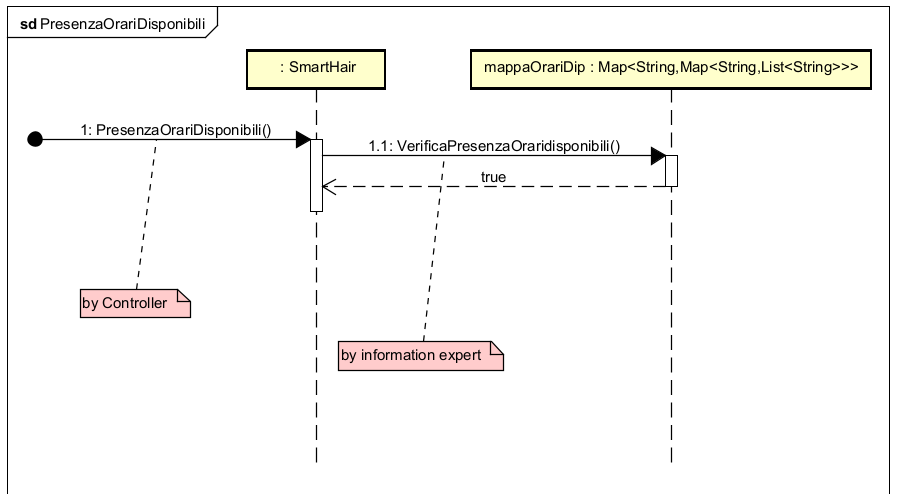 sd PresenzaOrariDisponibili
: SmartHair
mappaOrariDip : Map<String,Map<String,List<String>>>
1: PresenzaOrariDisponibili()
1.1: VerificaPresenzaOraridisponibili()
true
by Controller
by information expert